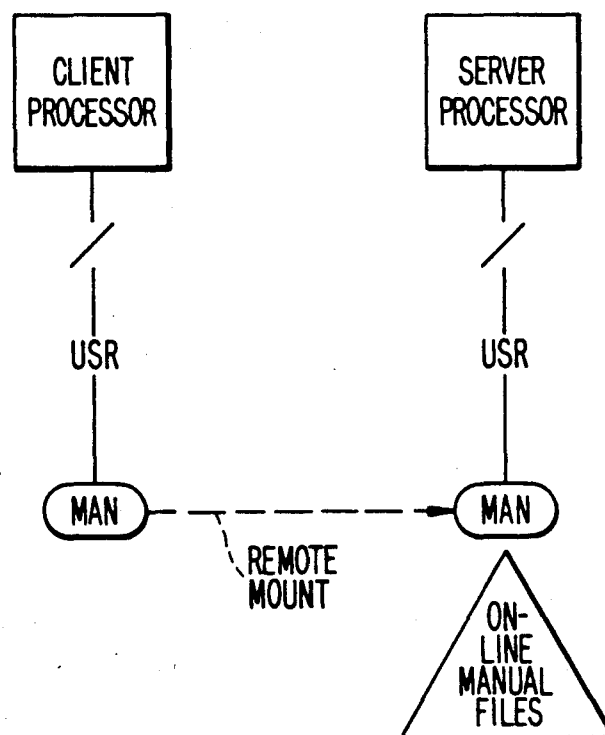 CLIENT
PROCESSOR
SERVER
PROCESSOR
/
/
USR
USR
MAN
MAN
REMOTE
MOUNT
ON-
LINE
MANUAL
FILES